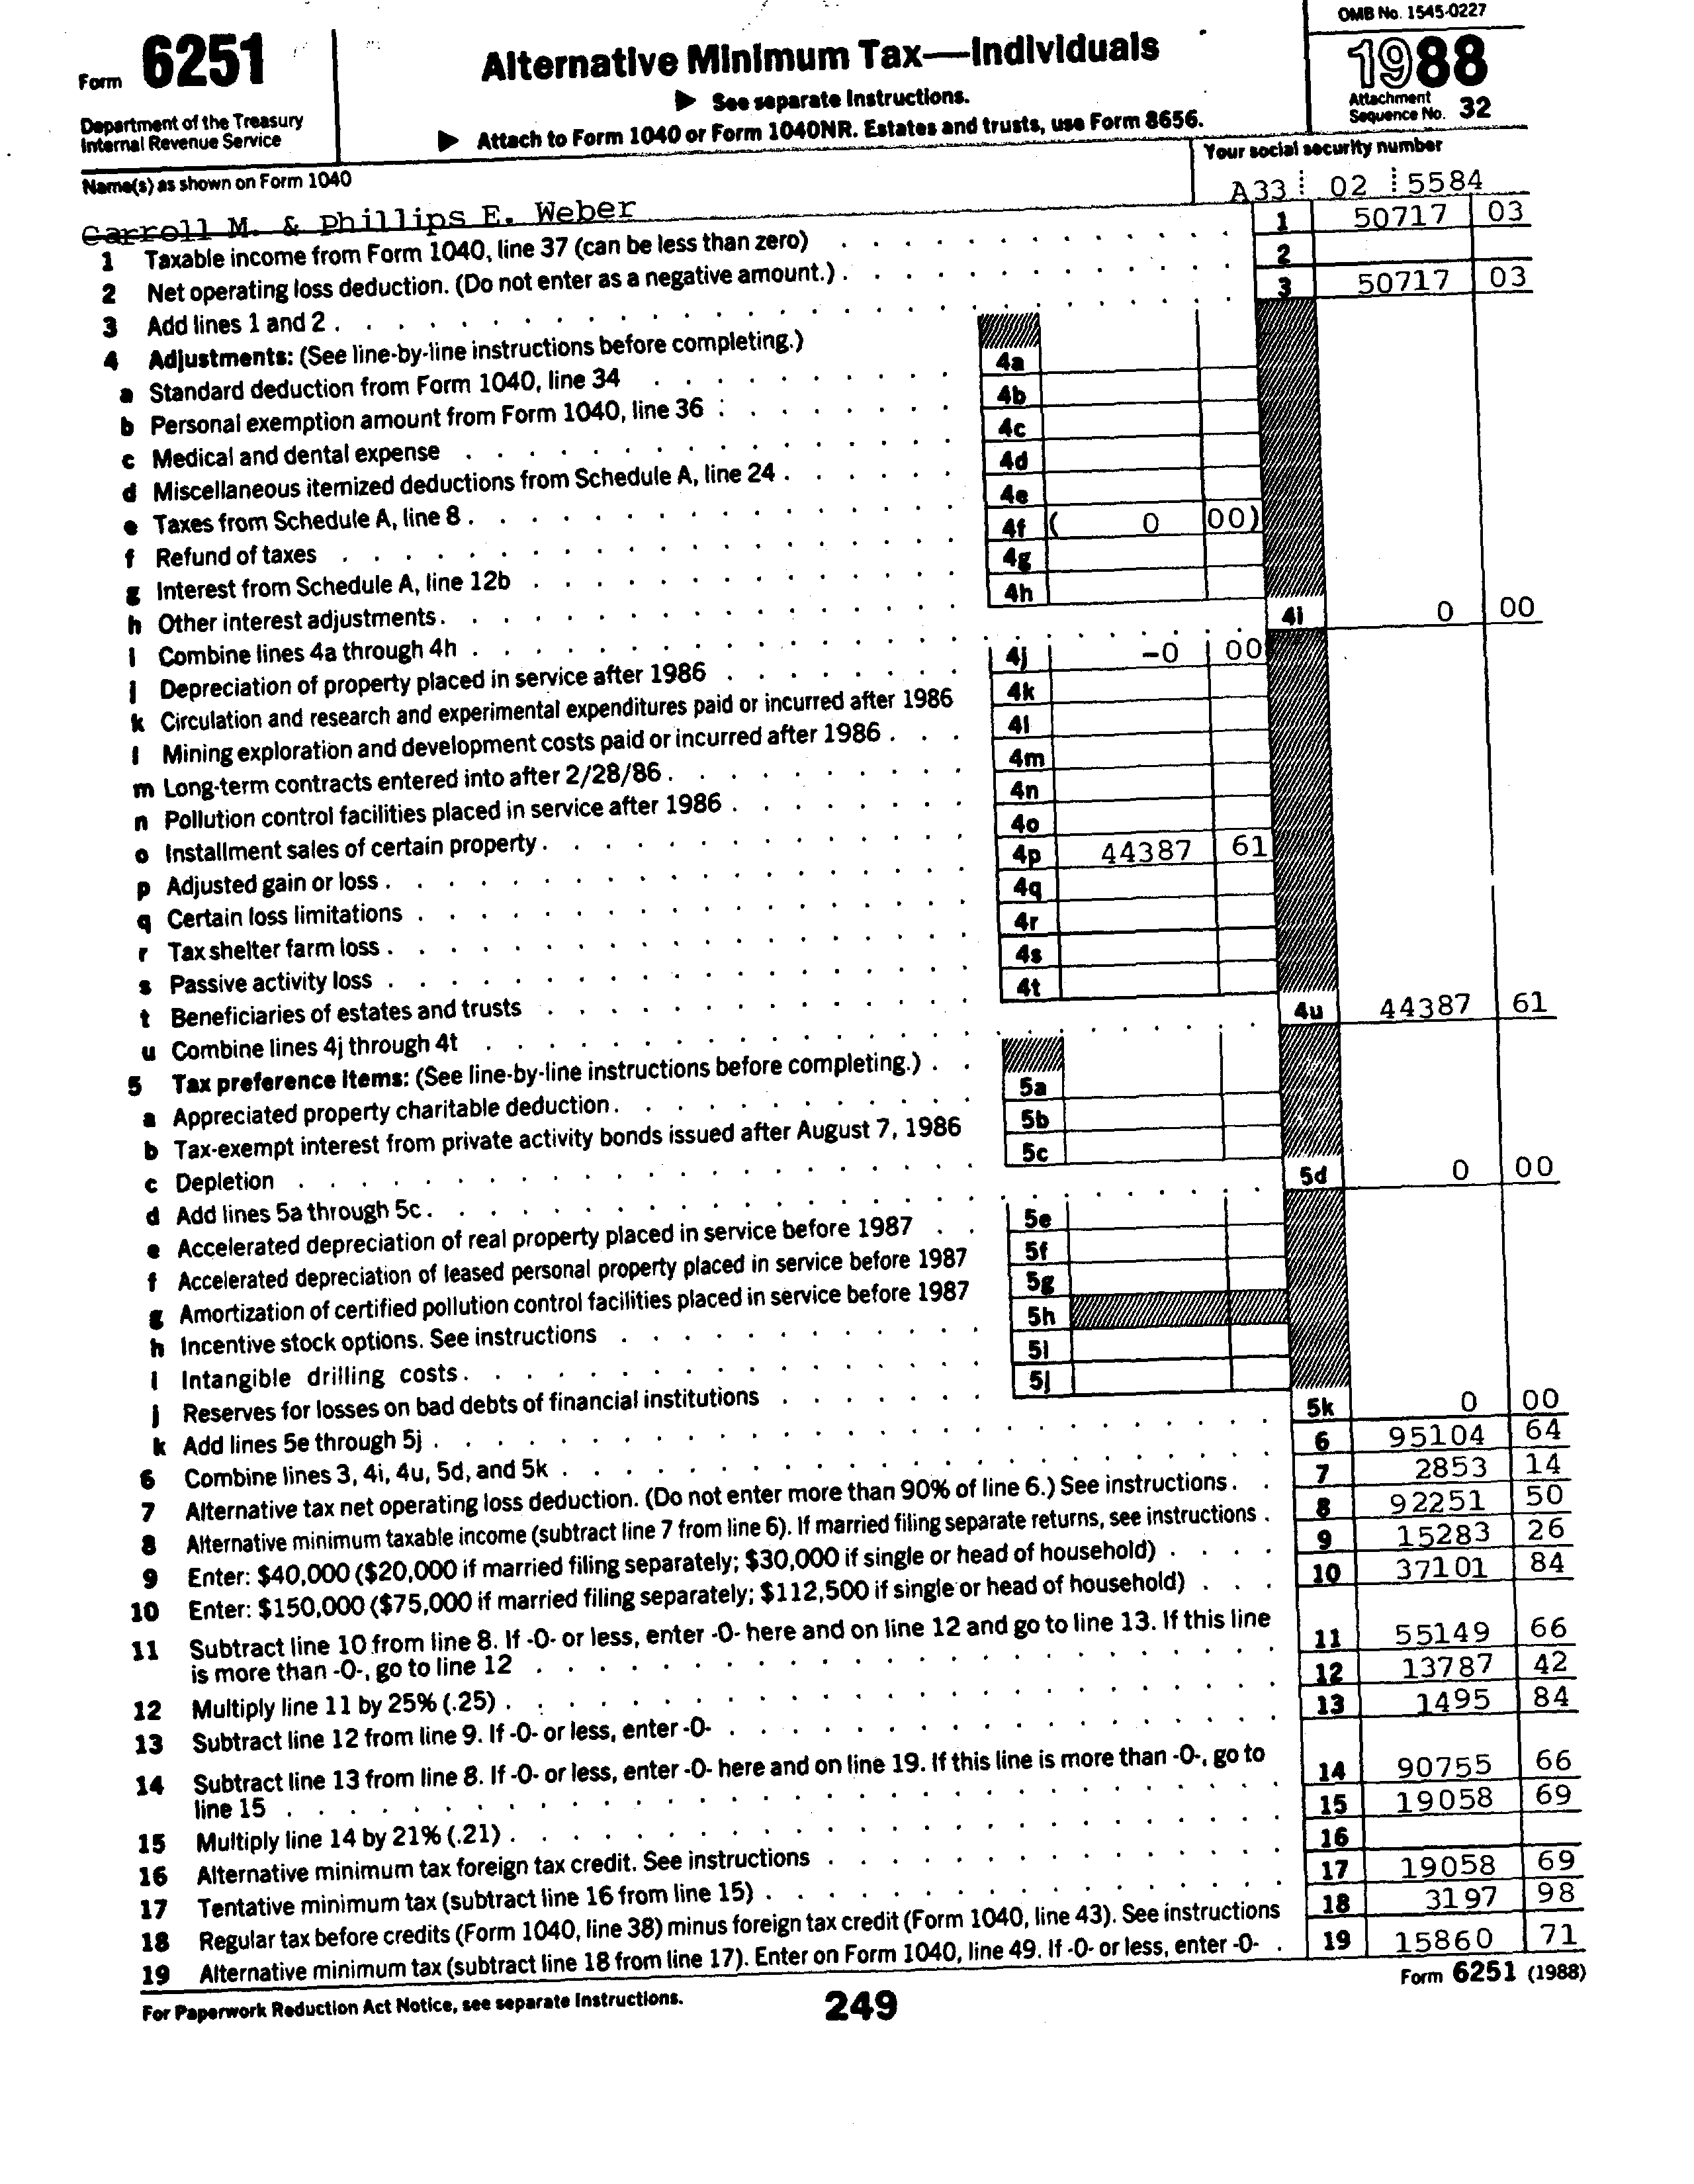 OMB No. 1545-0227
Form 6251
Alternative Minimum Tax—Individuals
1988
▶ See separate Instructions.
Department of the Treasury
Internal Revenue Service
▶ Attach to Form 1040 or Form 1040NR. Estates and trusts, use Form 8656.
Attachment
Sequence No. 32
Name(s) as shown on Form 1040
Your social security number
Carroll M. & Phillips E. Weber
A33 02 5584
1 Taxable income from Form 1040, line 37 (can be less than zero) 1 50717 03
2 Net operating loss deduction. (Do not enter as a negative amount.) 2
3 Add lines 1 and 2 3 50717 03
4 Adjustments: (See line-by-line instructions before completing.)
a Standard deduction from Form 1040, line 34 4a
b Personal exemption amount from Form 1040, line 36 4b
c Medical and dental expense 4c
d Miscellaneous itemized deductions from Schedule A, line 24 4d
e Taxes from Schedule A, line 8 4e
f Refund of taxes 4f ( 0 00)
g Interest from Schedule A, line 12b 4g
h Other interest adjustments 4h
i Combine lines 4a through 4h 4i 0 00
j Depreciation of property placed in service after 1986 4j -0 00
k Circulation and research and experimental expenditures paid or incurred after 1986 4k
l Mining exploration and development costs paid or incurred after 1986 4l
m Long-term contracts entered into after 2/28/86 4m
n Pollution control facilities placed in service after 1986 4n
o Installment sales of certain property 4o
p Adjusted gain or loss 4p 44387 61
q Certain loss limitations 4q
r Tax shelter farm loss 4r
s Passive activity loss 4s
t Beneficiaries of estates and trusts 4t
u Combine lines 4j through 4t 4u 44387 61
5 Tax preference items: (See line-by-line instructions before completing.)
a Appreciated property charitable deduction 5a
b Tax-exempt interest from private activity bonds issued after August 7, 1986 5b
c Depletion 5c
d Add lines 5a through 5c 5d 0 00
e Accelerated depreciation of real property placed in service before 1987 5e
f Accelerated depreciation of leased personal property placed in service before 1987 5f
g Amortization of certified pollution control facilities placed in service before 1987 5g
h Incentive stock options. See instructions 5h
i Intangible drilling costs 5i
j Reserves for losses on bad debts of financial institutions 5j
k Add lines 5e through 5j 5k 0 00
6 Combine lines 3, 4i, 4u, 5d, and 5k 6 95104 64
7 Alternative tax net operating loss deduction. (Do not enter more than 90% of line 6.) See instructions 7 2853 14
8 Alternative minimum taxable income (subtract line 7 from line 6). If married filing separate returns, see instructions 8 92251 50
9 Enter: $40,000 ($20,000 if married filing separately; $30,000 if single or head of household) 9 15283 26
10 Enter: $150,000 ($75,000 if married filing separately; $112,500 if single or head of household) 10 37101 84
11 Subtract line 10 from line 8. If -0- or less, enter -0- here and on line 12 and go to line 13. If this line
is more than -0-, go to line 12 11 55149 66
12 Multiply line 11 by 25% (.25) 12 13787 42
13 Subtract line 12 from line 9. If -0- or less, enter -0- 13 1495 84
14 Subtract line 13 from line 8. If -0- or less, enter -0- here and on line 19. If this line is more than -0-, go to
line 15 14 90755 66
15 Multiply line 14 by 21% (.21) 15 19058 69
16 Alternative minimum tax foreign tax credit. See instructions 16
17 Tentative minimum tax (subtract line 16 from line 15) 17 19058 69
18 Regular tax before credits (Form 1040, line 38) minus foreign tax credit (Form 1040, line 43). See instructions 18 3197 98
19 Alternative minimum tax (subtract line 18 from line 17). Enter on Form 1040, line 49. If -0- or less, enter -0- 19 15860 71
For Paperwork Reduction Act Notice, see separate Instructions.
249
Form 6251 (1988)